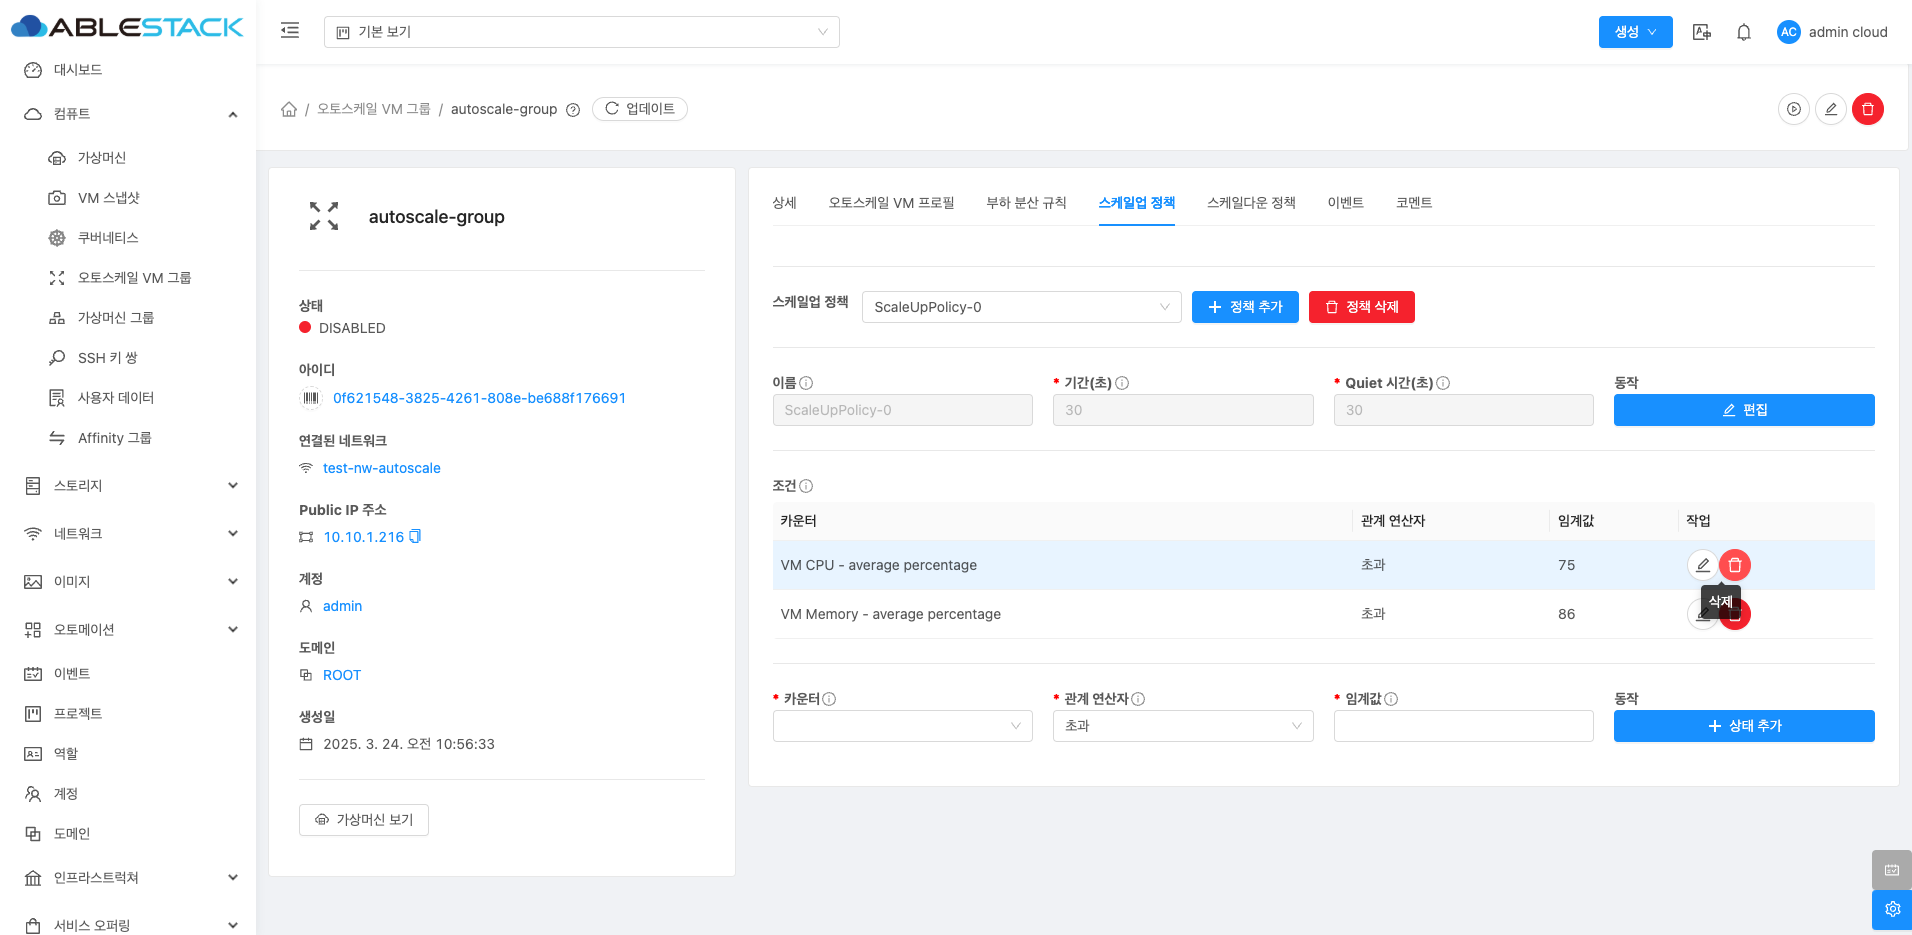 ABLESTACK
기본 보기
생성
AC
admin cloud
대시보드
컴퓨트
가상머신
VM 스냅샷
쿠버네티스
오토스케일 VM 그룹
가상머신 그룹
SSH 키 쌍
사용자 데이터
Affinity 그룹
스토리지
네트워크
이미지
오토메이션
이벤트
프로젝트
역할
계정
도메인
인프라스트럭쳐
서비스 오퍼링
/ 오토스케일 VM 그룹 / autoscale-group
업데이트
autoscale-group
상태
DISABLED
아이디
0f621548-3825-4261-808e-be688f176691
연결된 네트워크
test-nw-autoscale
Public IP 주소
10.10.1.216
계정
admin
도메인
ROOT
생성일
2025. 3. 24. 오전 10:56:33
가상머신 보기
상세 오토스케일 VM 프로필 부하 분산 규칙 스케일업 정책 스케일다운 정책 이벤트 코멘트
스케일업 정책 ScaleUpPolicy-0 정책 추가 정책 삭제
이름 * 기간(초) * Quiet 시간(초) 동작
ScaleUpPolicy-0 30 30 편집
조건
카운터 관계 연산자 임계값 작업
VM CPU - average percentage 초과 75
삭제
VM Memory - average percentage 초과 86
* 카운터 * 관계 연산자 * 임계값 동작
초과 상태 추가